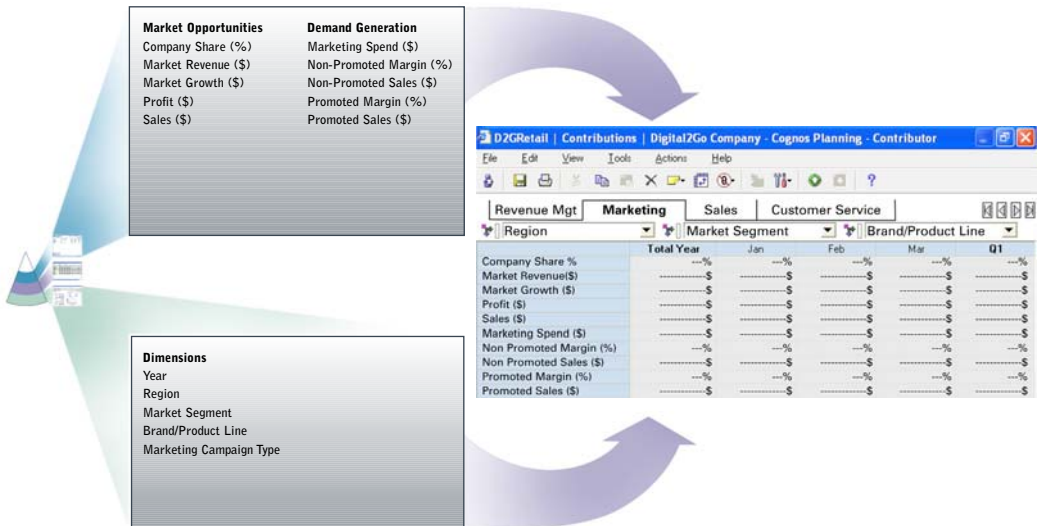 Market Opportunities
Company Share (%)
Market Revenue ($)
Market Growth ($)
Profit ($)
Sales ($)
Demand Generation
Marketing Spend ($)
Non-Promoted Margin (%)
Non-Promoted Sales ($)
Promoted Margin (%)
Promoted Sales ($)
Dimensions
Year
Region
Market Segment
Brand/Product Line
Marketing Campaign Type
D2GRetail | Contributions | Digital2Go Company - Cognos Planning - Contributor
File Edit View Tools Actions Help
Revenue Mgt Marketing Sales Customer Service
Region Market Segment Brand/Product Line
Total Year Jan Feb Mar Q1
Company Share % ---% ---% ---% ---% ---%
Market Revenue($) ------------$ ------------$ ------------$ ------------$ ------------$
Market Growth ($) ------------$ ------------$ ------------$ ------------$ ------------$
Profit ($) ------------$ ------------$ ------------$ ------------$ ------------$
Sales ($) ------------$ ------------$ ------------$ ------------$ ------------$
Marketing Spend ($) ------------$ ------------$ ------------$ ------------$ ------------$
Non Promoted Margin (%) ---% ---% ---% ---% ---%
Non Promoted Sales ($) ------------$ ------------$ ------------$ ------------$ ------------$
Promoted Margin (%) ---% ---% ---% ---% ---%
Promoted Sales ($) ------------$ ------------$ ------------$ ------------$ ------------$